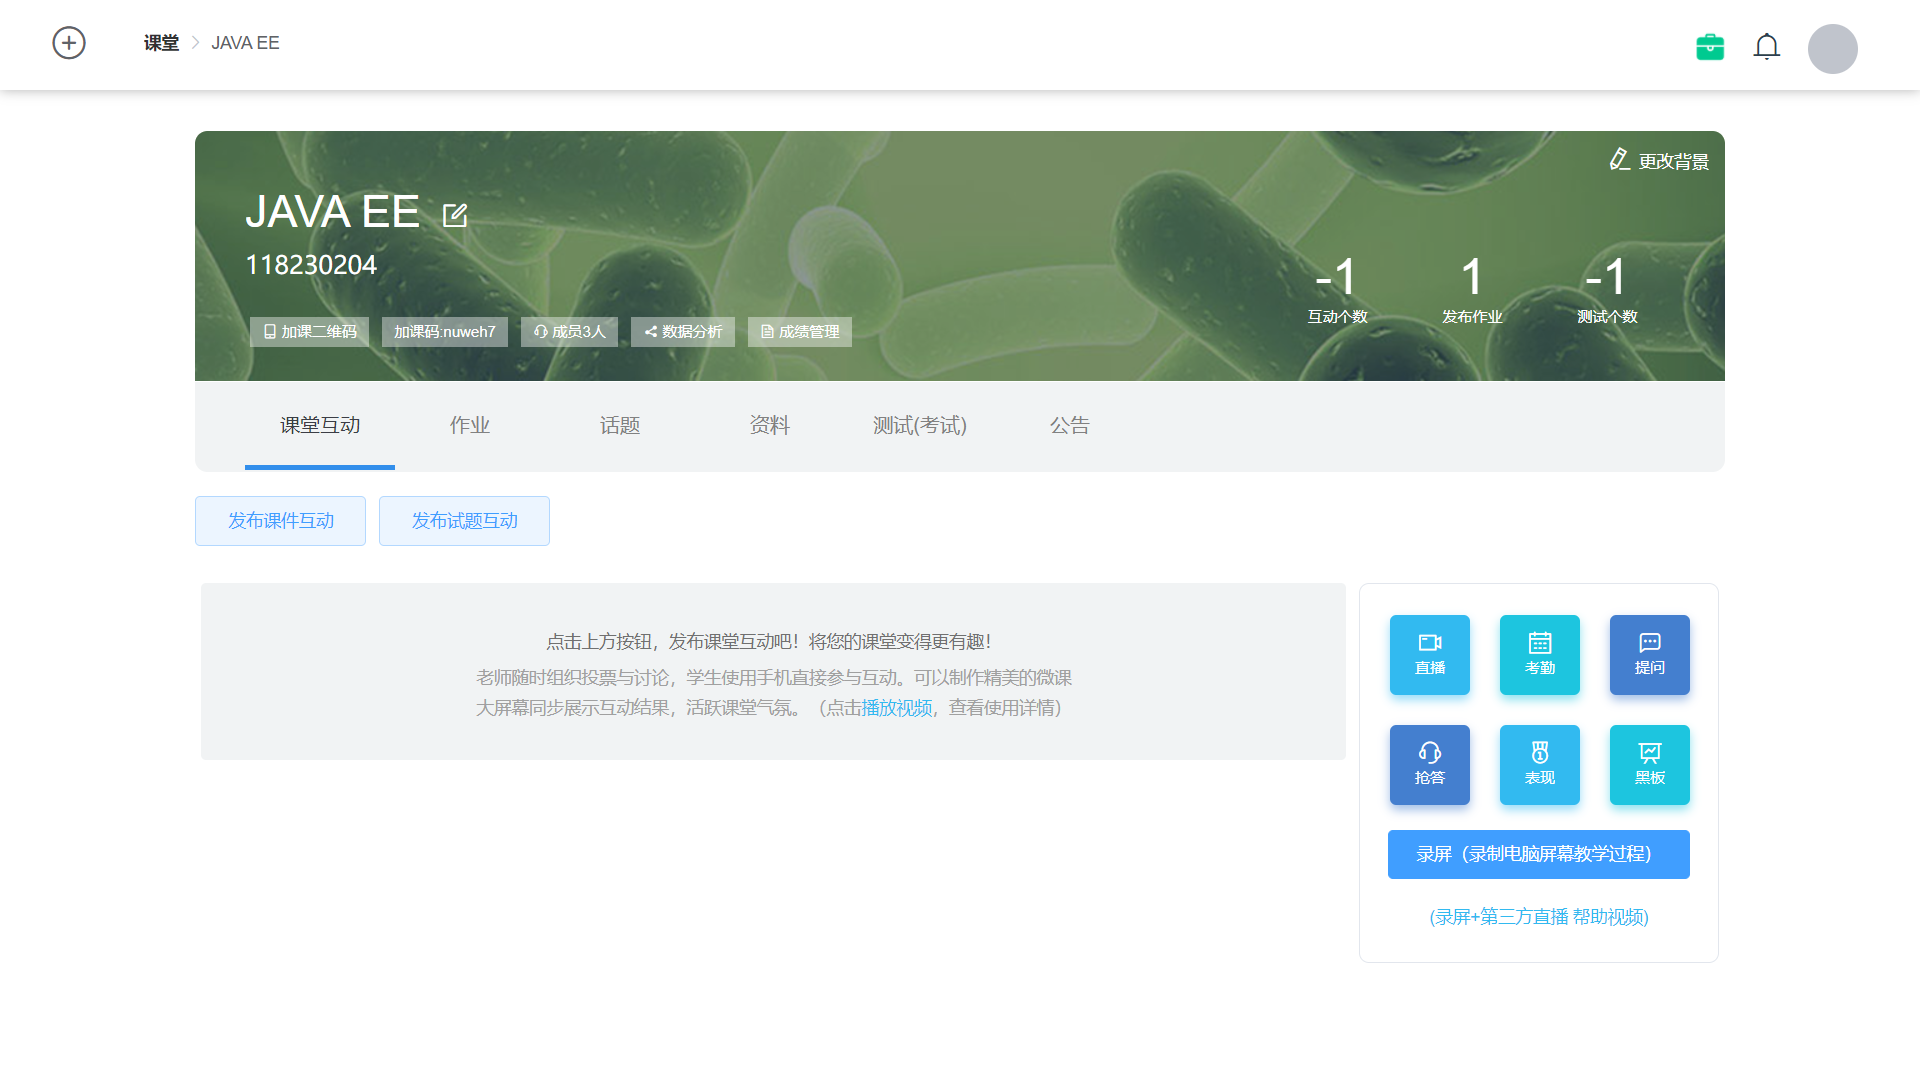 课堂 JAVA EE
更改背景
JAVA EE
118230204
-1 1 -1
互动个数 发布作业 测试个数
加课二维码 加课码:nuweh7 成员3人 数据分析 成绩管理
课堂互动 作业 话题 资料 测试(考试) 公告
发布课件互动 发布试题互动
点击上方按钮，发布课堂互动吧！将您的课堂变得更有趣！
老师随时组织投票与讨论，学生使用手机直接参与互动。可以制作精美的微课
大屏幕同步展示互动结果，活跃课堂气氛。（点击播放视频，查看使用详情）
直播 考勤 提问
抢答 表现 黑板
录屏（录制电脑屏幕教学过程）
(录屏+第三方直播 帮助视频)